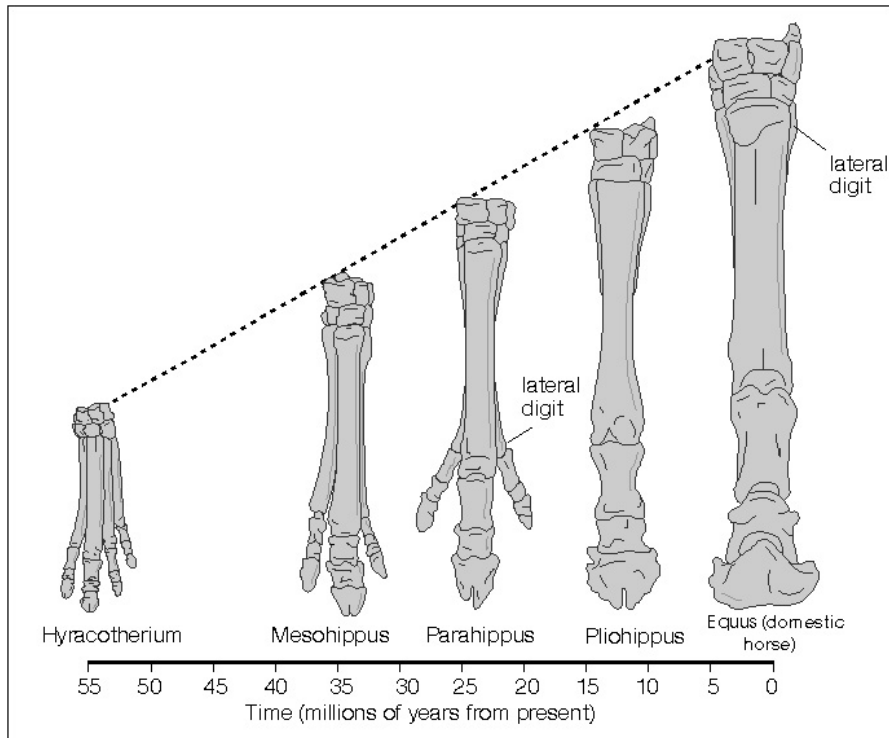 lateral
digit
lateral
digit
Hyracotherium
Mesohippus
Parahippus
Pliohippus
Equus (domestic
horse)
55 50 45 40 35 30 25 20 15 10 5 0
Time (millions of years from present)